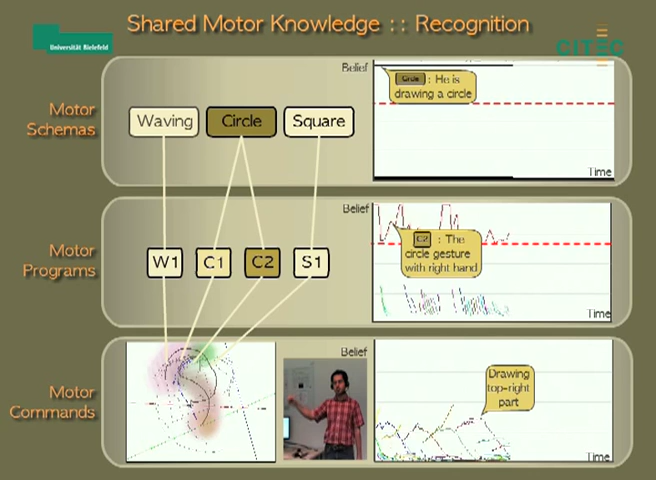 Shared Motor Knowledge :: Recognition
Universität Bielefeld
CITEC
Motor
Schemas
Waving
Circle
Square
Belief
Circle : He is
drawing a circle
Time
Motor
Programs
W1
C1
C2
S1
Belief
C2 : The
circle gesture
with right hand
Time
Motor
Commands
Belief
Drawing
top-right
part
Time